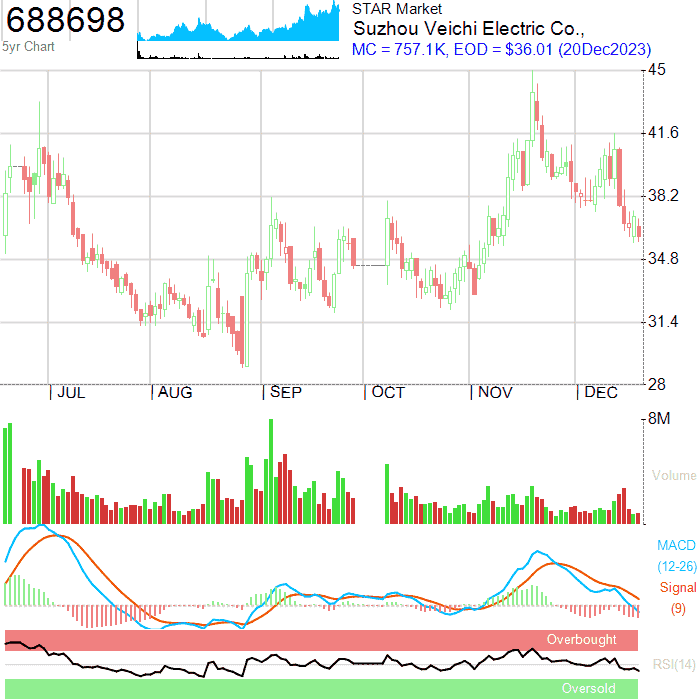 688698
5yr Chart
STAR Market
Suzhou Veichi Electric Co.,
MC = 757.1K, EOD = $36.01 (20Dec2023)
45
41.6
38.2
34.8
31.4
28
JUL AUG SEP OCT NOV DEC
8M
Volume
MACD
(12-26)
Signal
(9)
Overbought
RSI(14)
Oversold